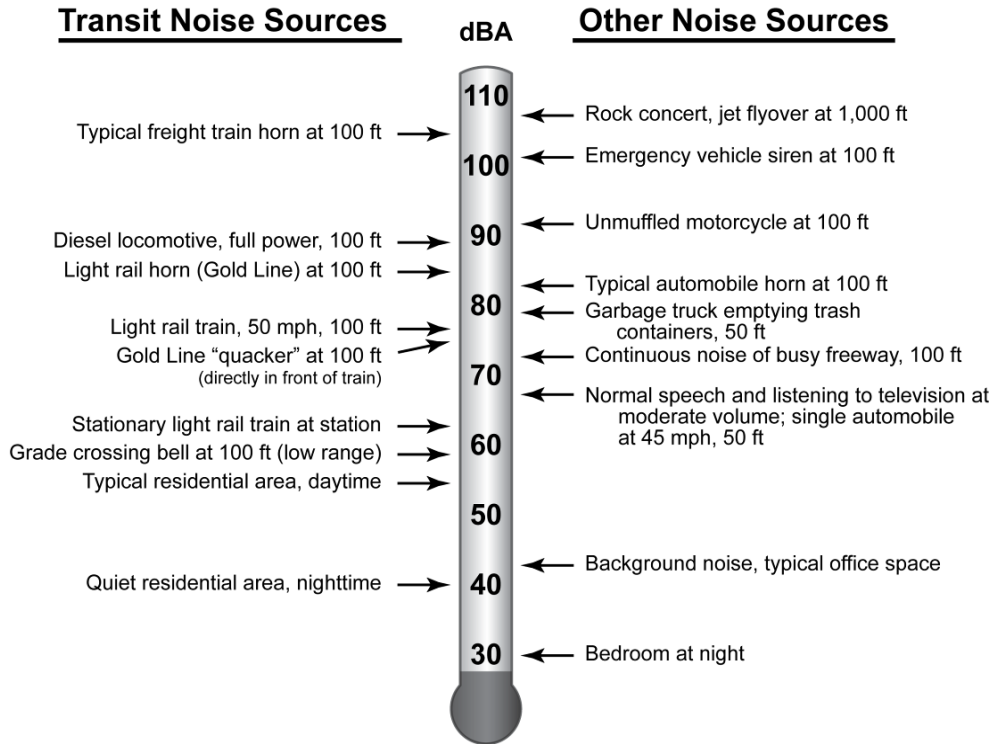 Transit Noise Sources
dBA
Other Noise Sources
110
Rock concert, jet flyover at 1,000 ft
Typical freight train horn at 100 ft
Emergency vehicle siren at 100 ft
100
Unmuffled motorcycle at 100 ft
90
Diesel locomotive, full power, 100 ft
Light rail horn (Gold Line) at 100 ft
Typical automobile horn at 100 ft
80
Garbage truck emptying trash
containers, 50 ft
Light rail train, 50 mph, 100 ft
Gold Line “quacker” at 100 ft
(directly in front of train)
Continuous noise of busy freeway, 100 ft
70
Normal speech and listening to television at
moderate volume; single automobile
at 45 mph, 50 ft
Stationary light rail train at station
60
Grade crossing bell at 100 ft (low range)
Typical residential area, daytime
50
Background noise, typical office space
Quiet residential area, nighttime
40
30
Bedroom at night